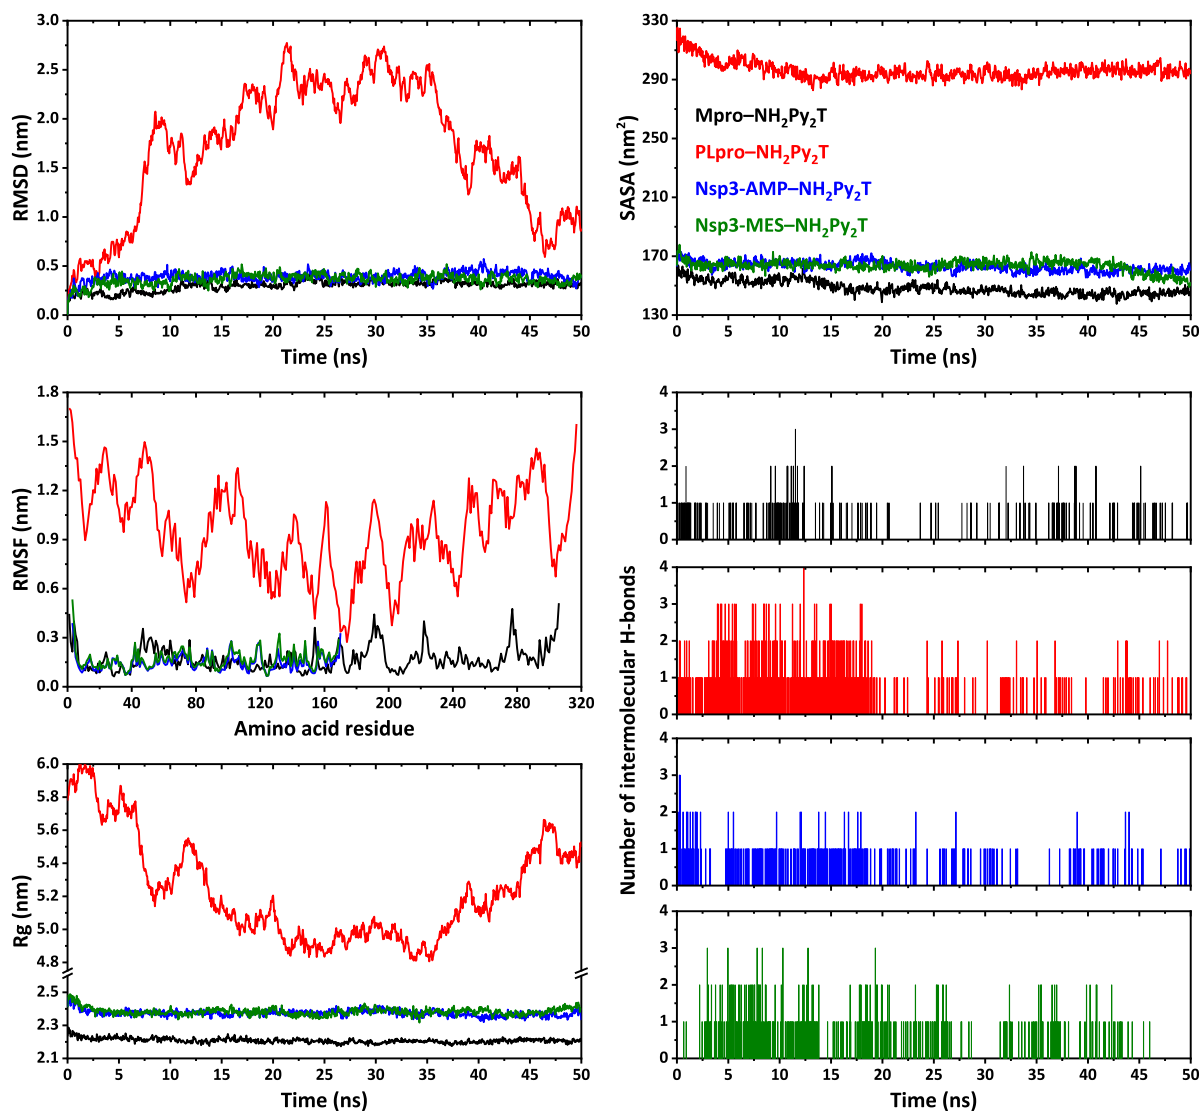 3.0
2.5
2.0
1.5
1.0
0.5
0.0
RMSD (nm)
0 5 10 15 20 25 30 35 40 45 50
Time (ns)
330
290
250
210
170
130
SASA (nm²)
Mpro–NH₂Py₂T
PLpro–NH₂Py₂T
Nsp3-AMP–NH₂Py₂T
Nsp3-MES–NH₂Py₂T
0 5 10 15 20 25 30 35 40 45 50
Time (ns)
1.8
1.5
1.2
0.9
0.6
0.3
0.0
RMSF (nm)
0 40 80 120 160 200 240 280 320
Amino acid residue
6.0
5.8
5.6
5.4
5.2
5.0
4.8
2.5
2.3
2.1
Rg (nm)
0 5 10 15 20 25 30 35 40 45 50
Time (ns)
Number of intermolecular H-bonds
4
3
2
1
0
4
3
2
1
0
4
3
2
1
0
4
3
2
1
0
0 5 10 15 20 25 30 35 40 45 50
Time (ns)